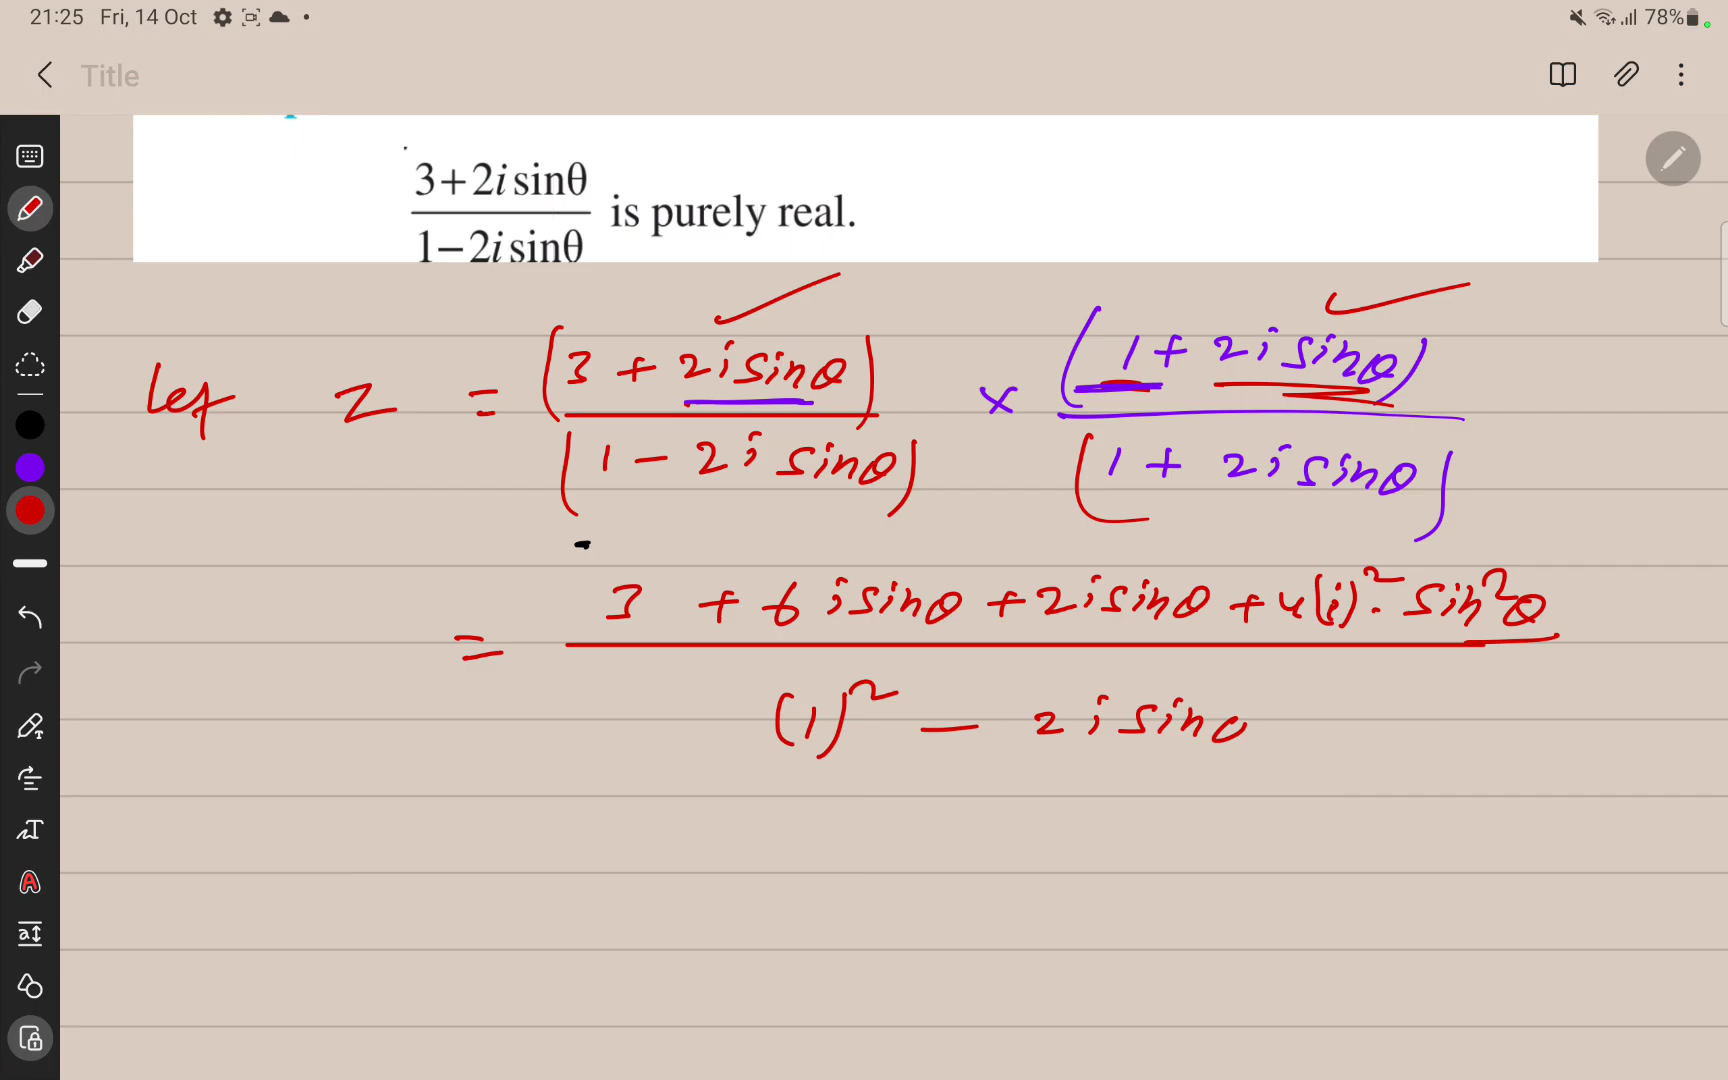 21:25 Fri, 14 Oct 78%
Title
3+2i sinθ
is purely real.
1−2i sinθ
let z = (3 + 2i sinθ) × (1 + 2i sinθ)
(1 − 2i sinθ) (1 + 2i sinθ)
= 3 + 6 i sinθ + 2 i sinθ + 4(i)². sin²θ
(1)² − 2 i sinθ